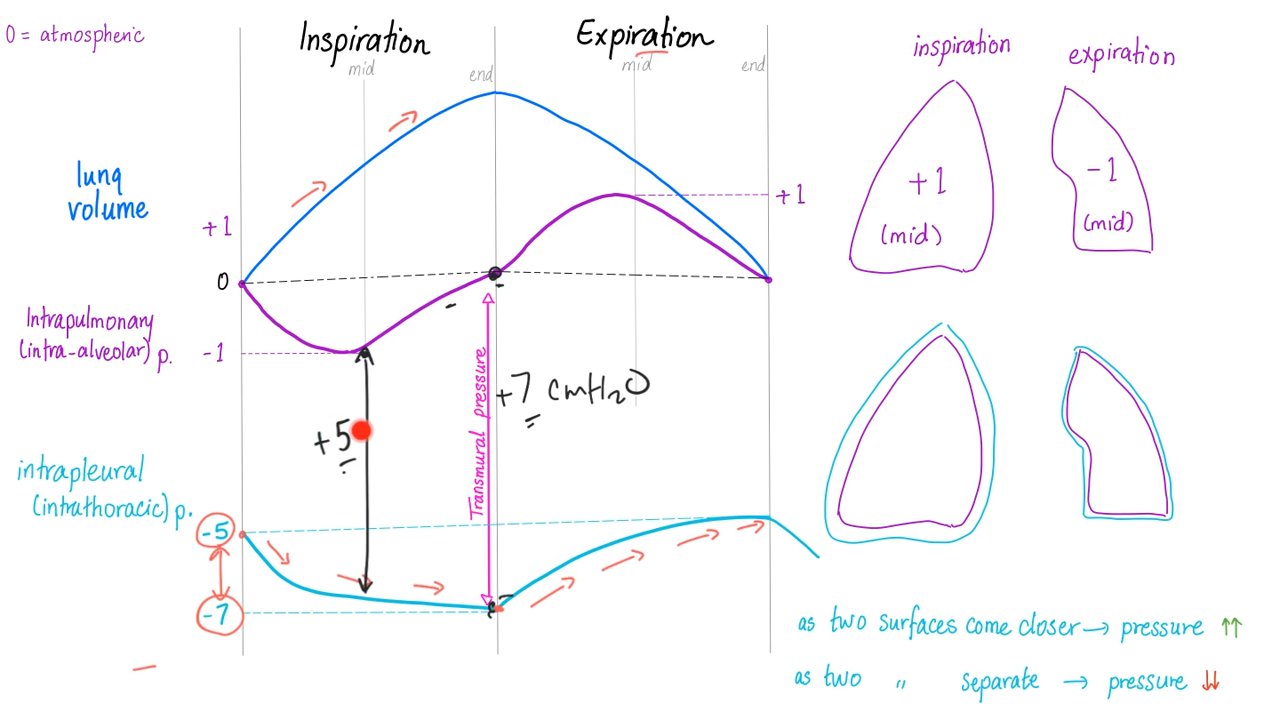 0 = atmospheric
Inspiration
Expiration
mid
end
mid
end
inspiration
expiration
lung
volume
+1
0
Intrapulmonary
(intra-alveolar) p.
-1
+1
+1
(mid)
-1
(mid)
+5
Transmural pressure
+7 cmH2O
intrapleural
(intrathoracic) p.
-5
-7
as two surfaces come closer → pressure ↑↑
as two " separate → pressure ↓↓